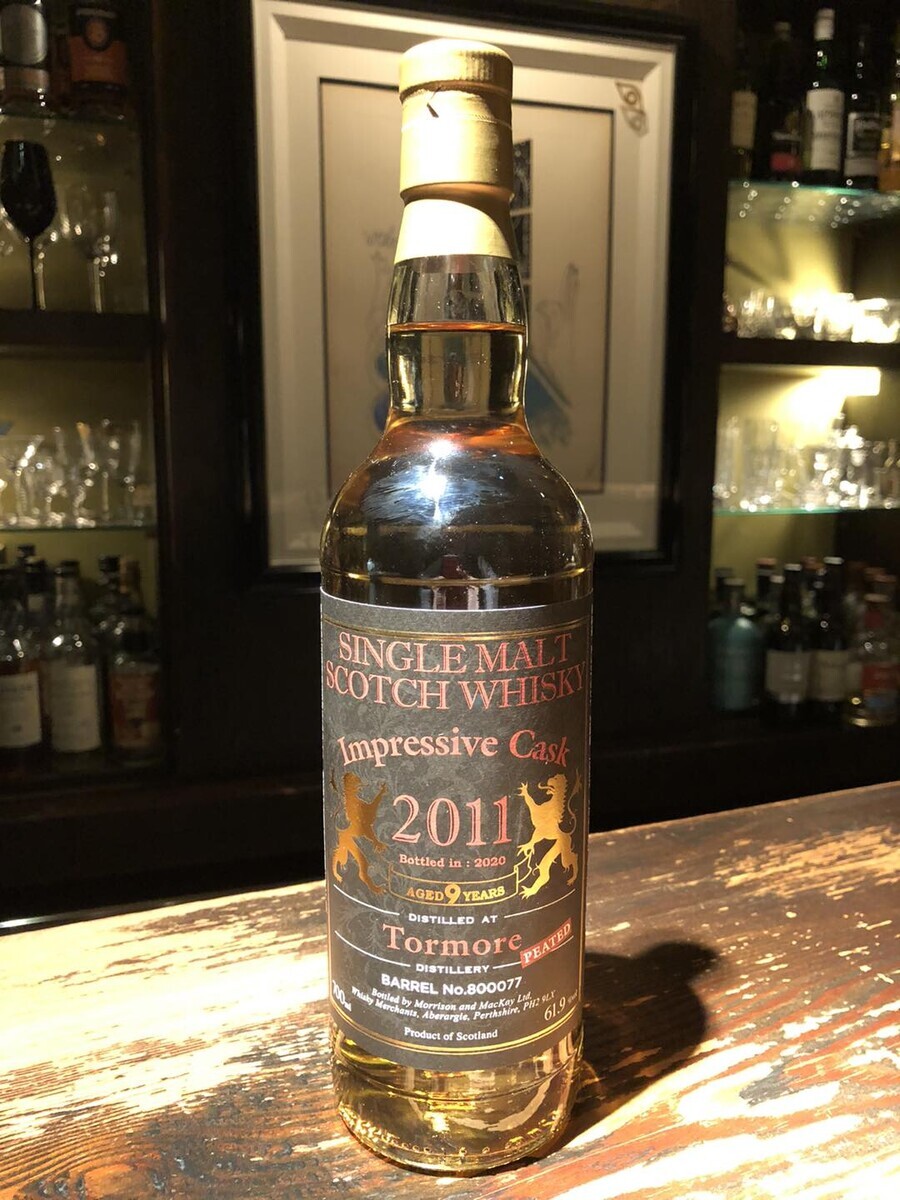 SINGLE MALT
SCOTCH WHISKY
Impressive Cask
2011
Bottled in : 2020
AGED 9 YEARS
DISTILLED AT
Tormore
PEATED
DISTILLERY
BARREL No.800077
Bottled by Morrison and MacKay Ltd,
Whisky Merchants, Aberargie, Perthshire, PH2 9LX
700ml
61.9
Product of Scotland